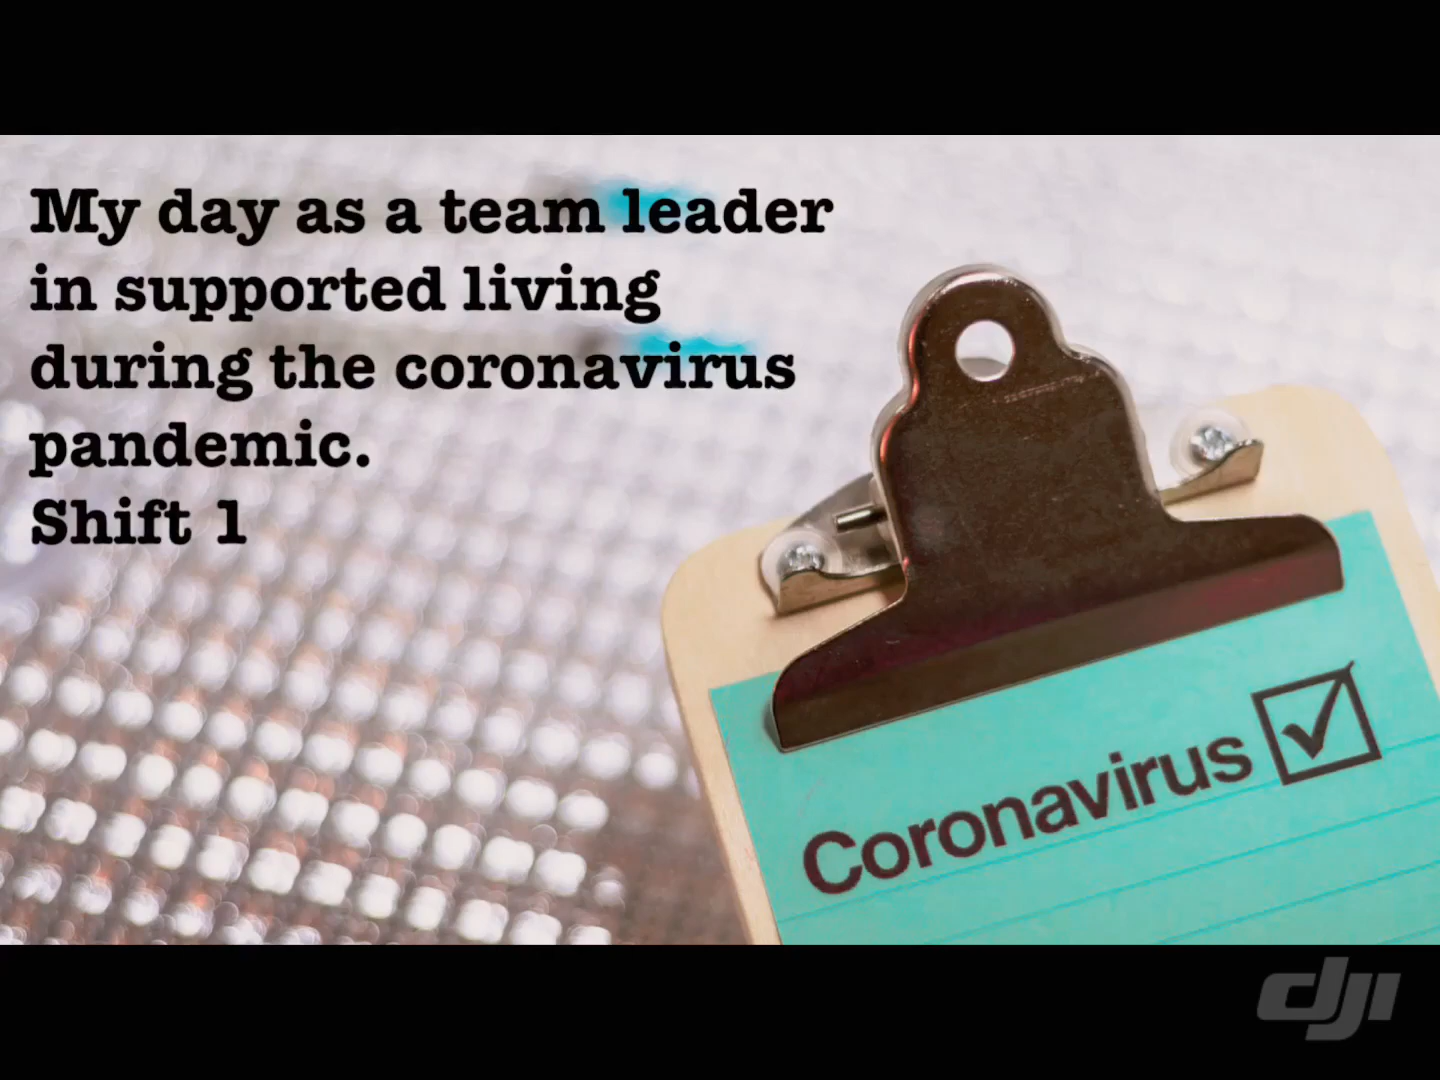 My day as a team leader
in supported living
during the coronavirus
pandemic.
Shift 1
Coronavirus
dji